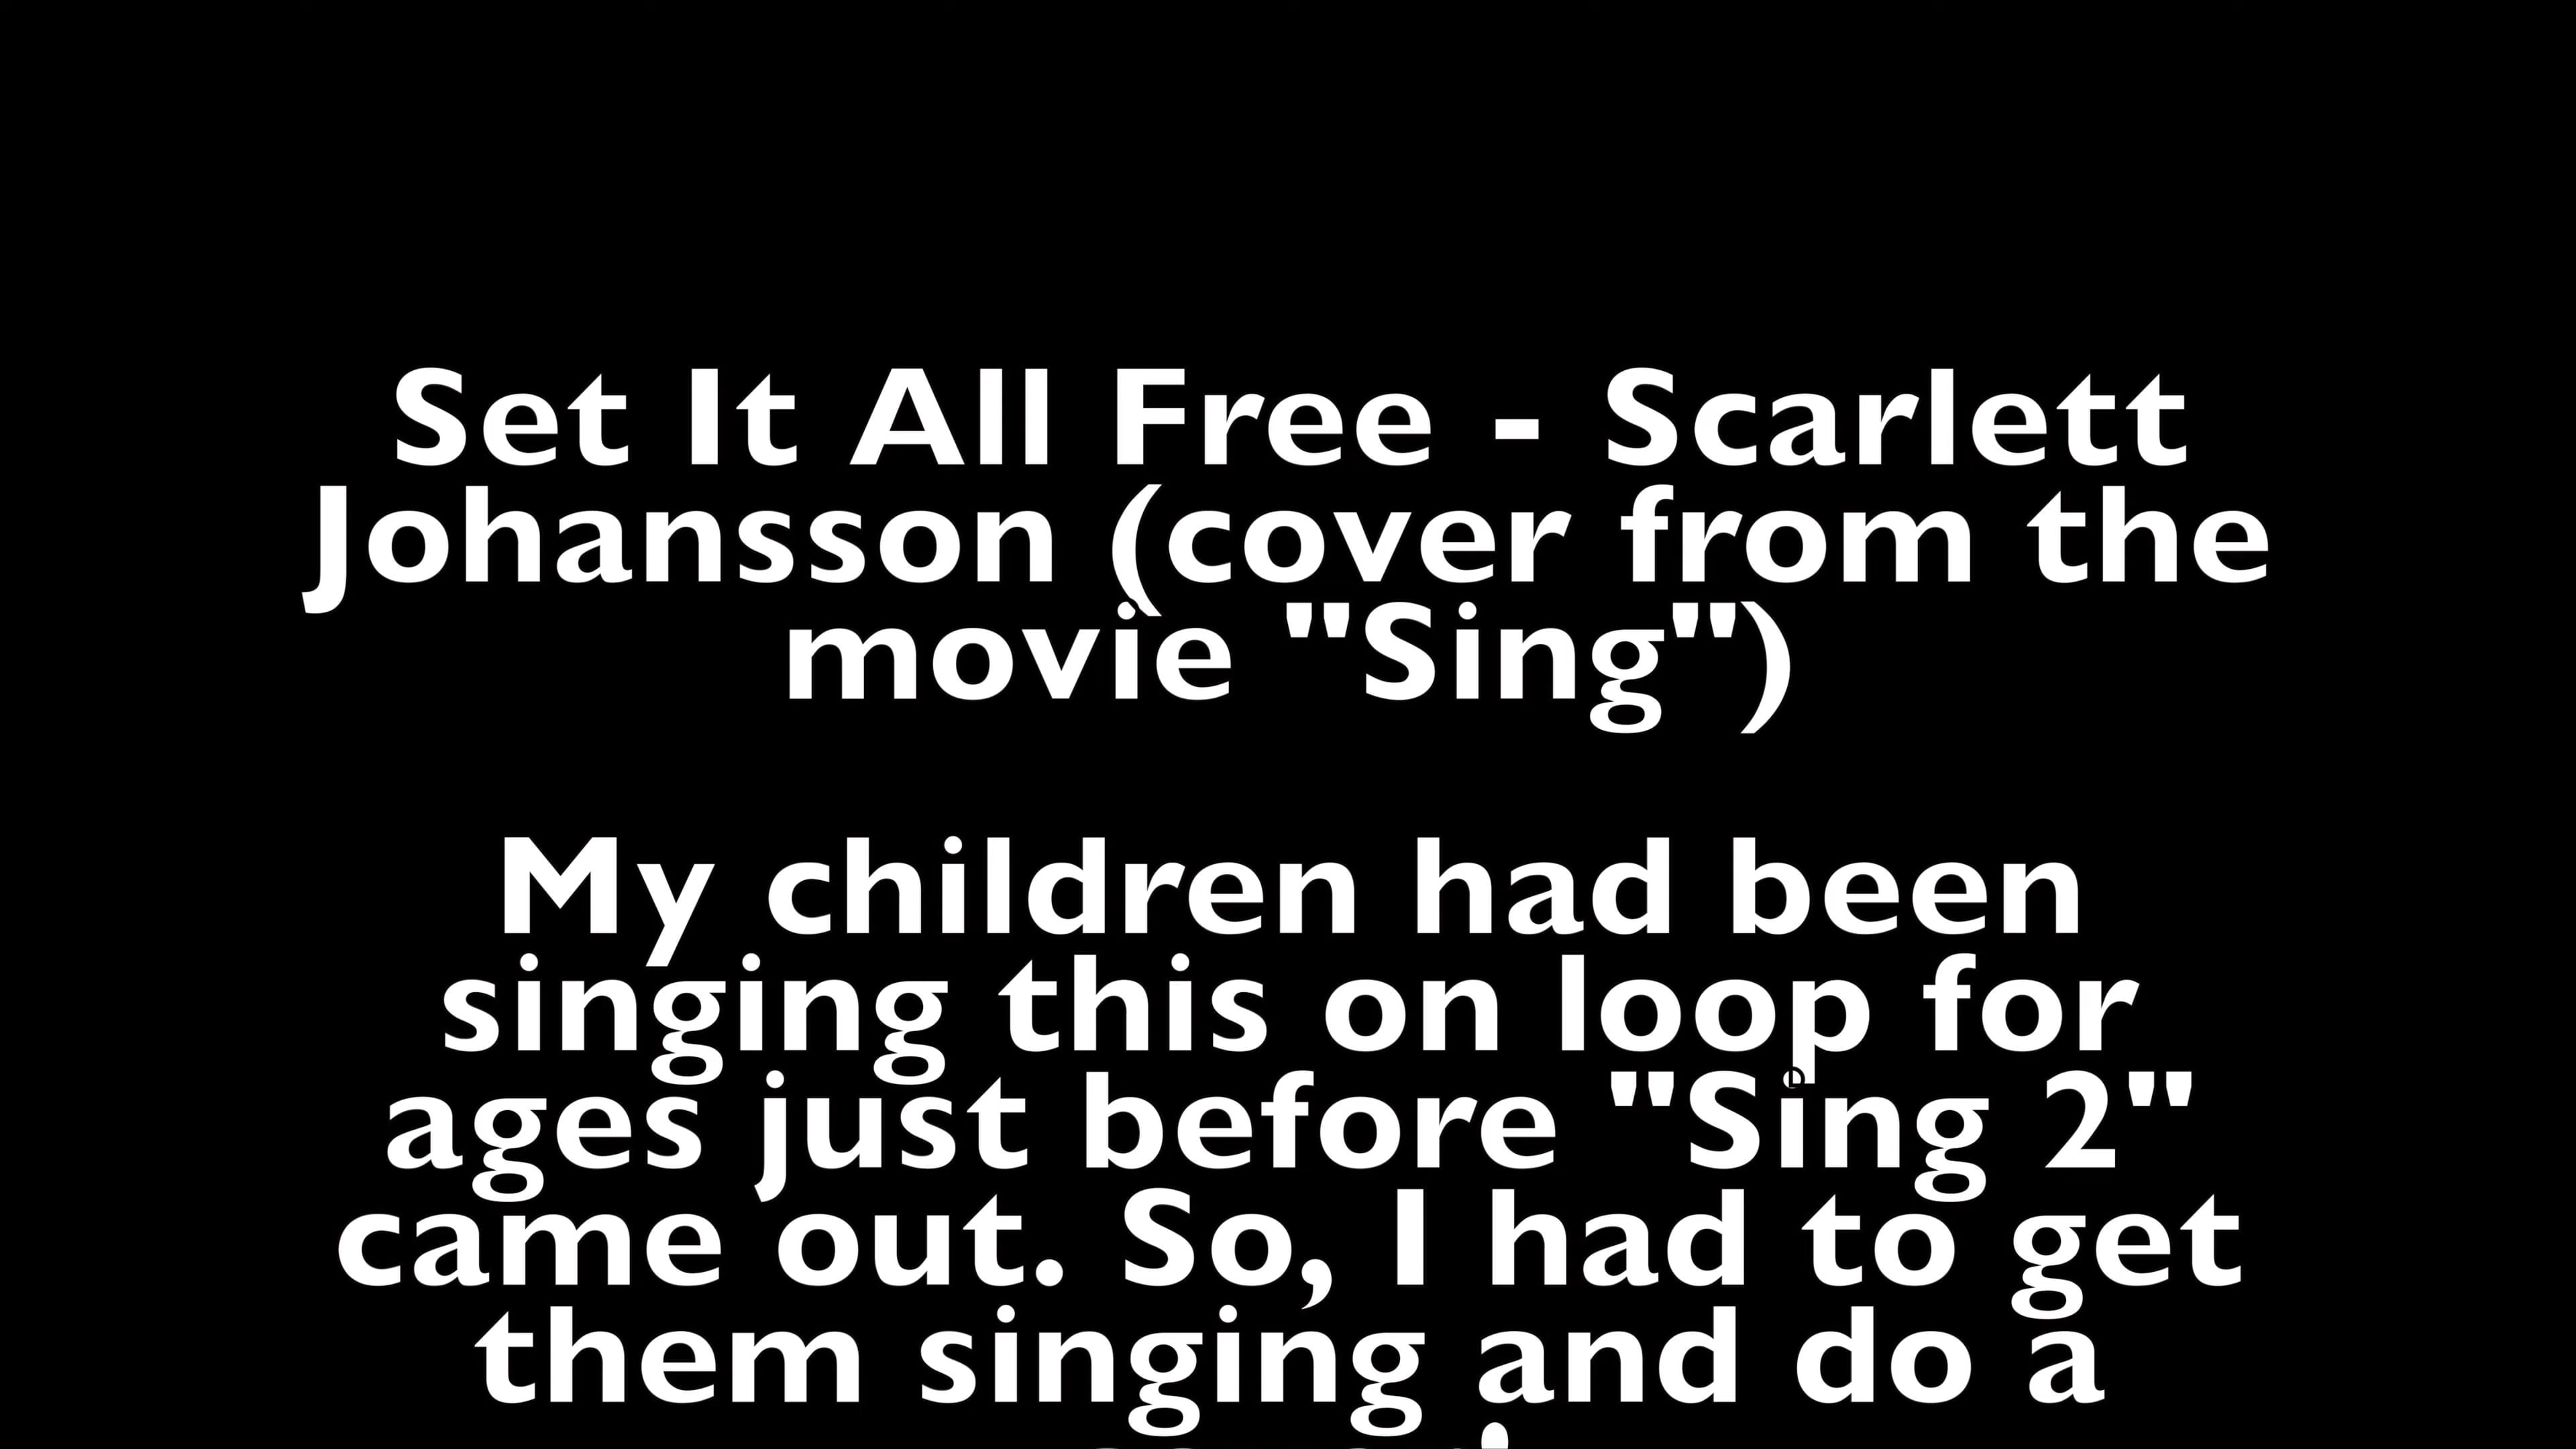 Set It All Free - Scarlett
Johansson (cover from the
movie "Sing")
My children had been
singing this on loop for
ages just before "Sing 2"
came out. So, I had to get
them singing and do a